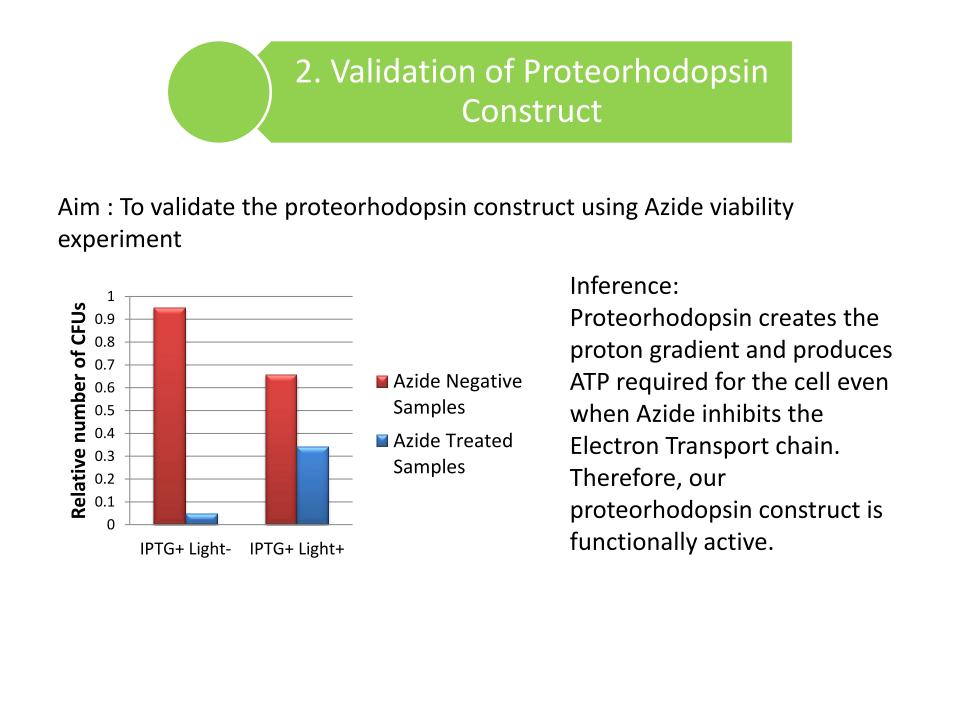 2. Validation of Proteorhodopsin
Construct
Aim : To validate the proteorhodopsin construct using Azide viability
experiment
Relative number of CFUs
1
0.9
0.8
0.7
0.6
0.5
0.4
0.3
0.2
0.1
0
IPTG+ Light-
IPTG+ Light+
Azide Negative
Samples
Azide Treated
Samples
Inference:
Proteorhodopsin creates the
proton gradient and produces
ATP required for the cell even
when Azide inhibits the
Electron Transport chain.
Therefore, our
proteorhodopsin construct is
functionally active.